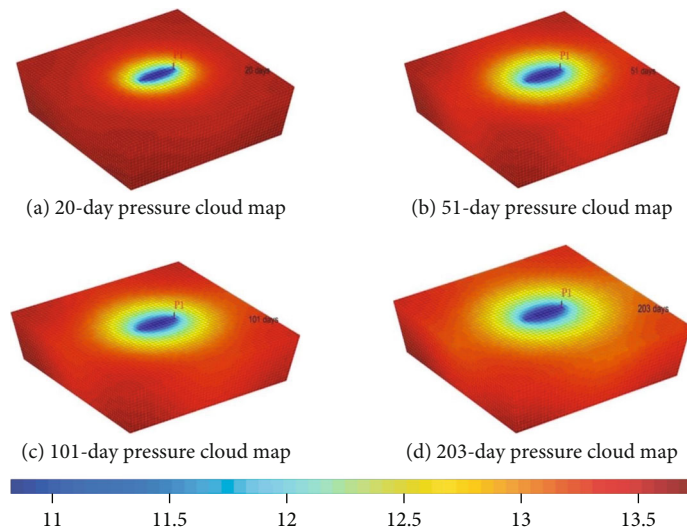 P1
20 days
P1
51 days
(a) 20-day pressure cloud map
(b) 51-day pressure cloud map
P1
101 days
P1
203 days
(c) 101-day pressure cloud map
(d) 203-day pressure cloud map
11 11.5 12 12.5 13 13.5